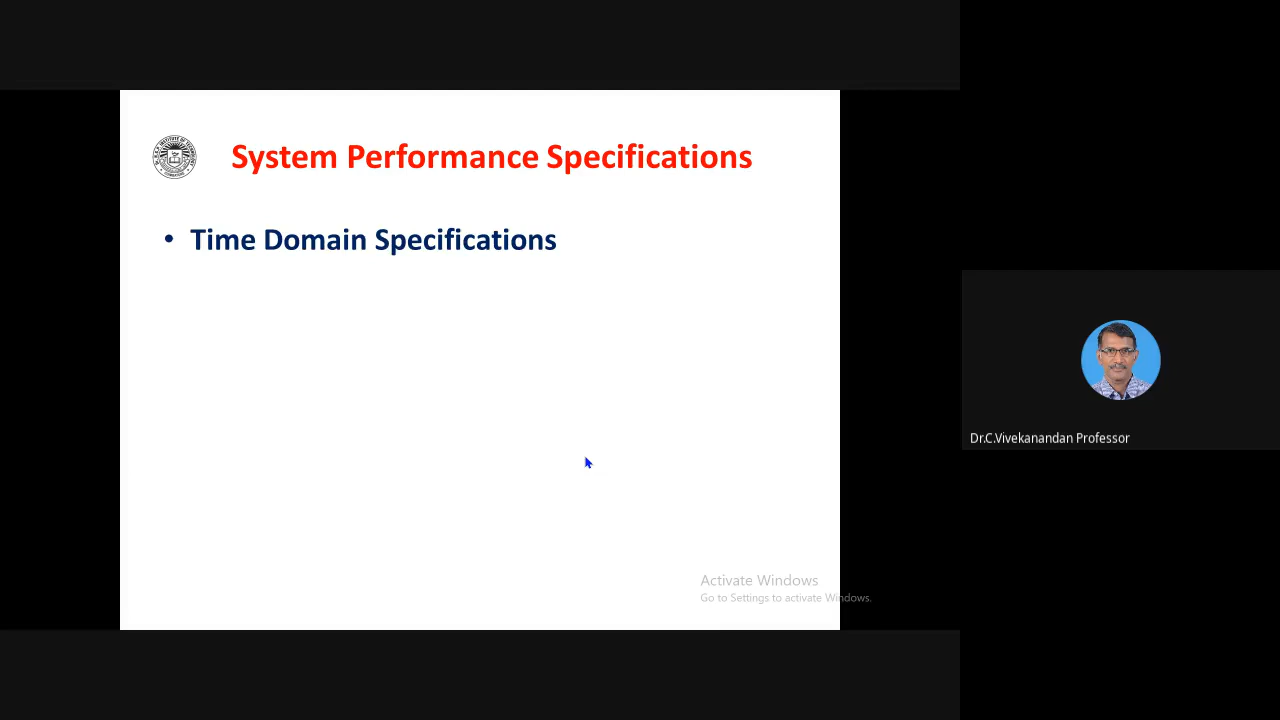 System Performance Specifications
• Time Domain Specifications
Dr.C.Vivekanandan Professor
Activate Windows
Go to Settings to activate Windows.